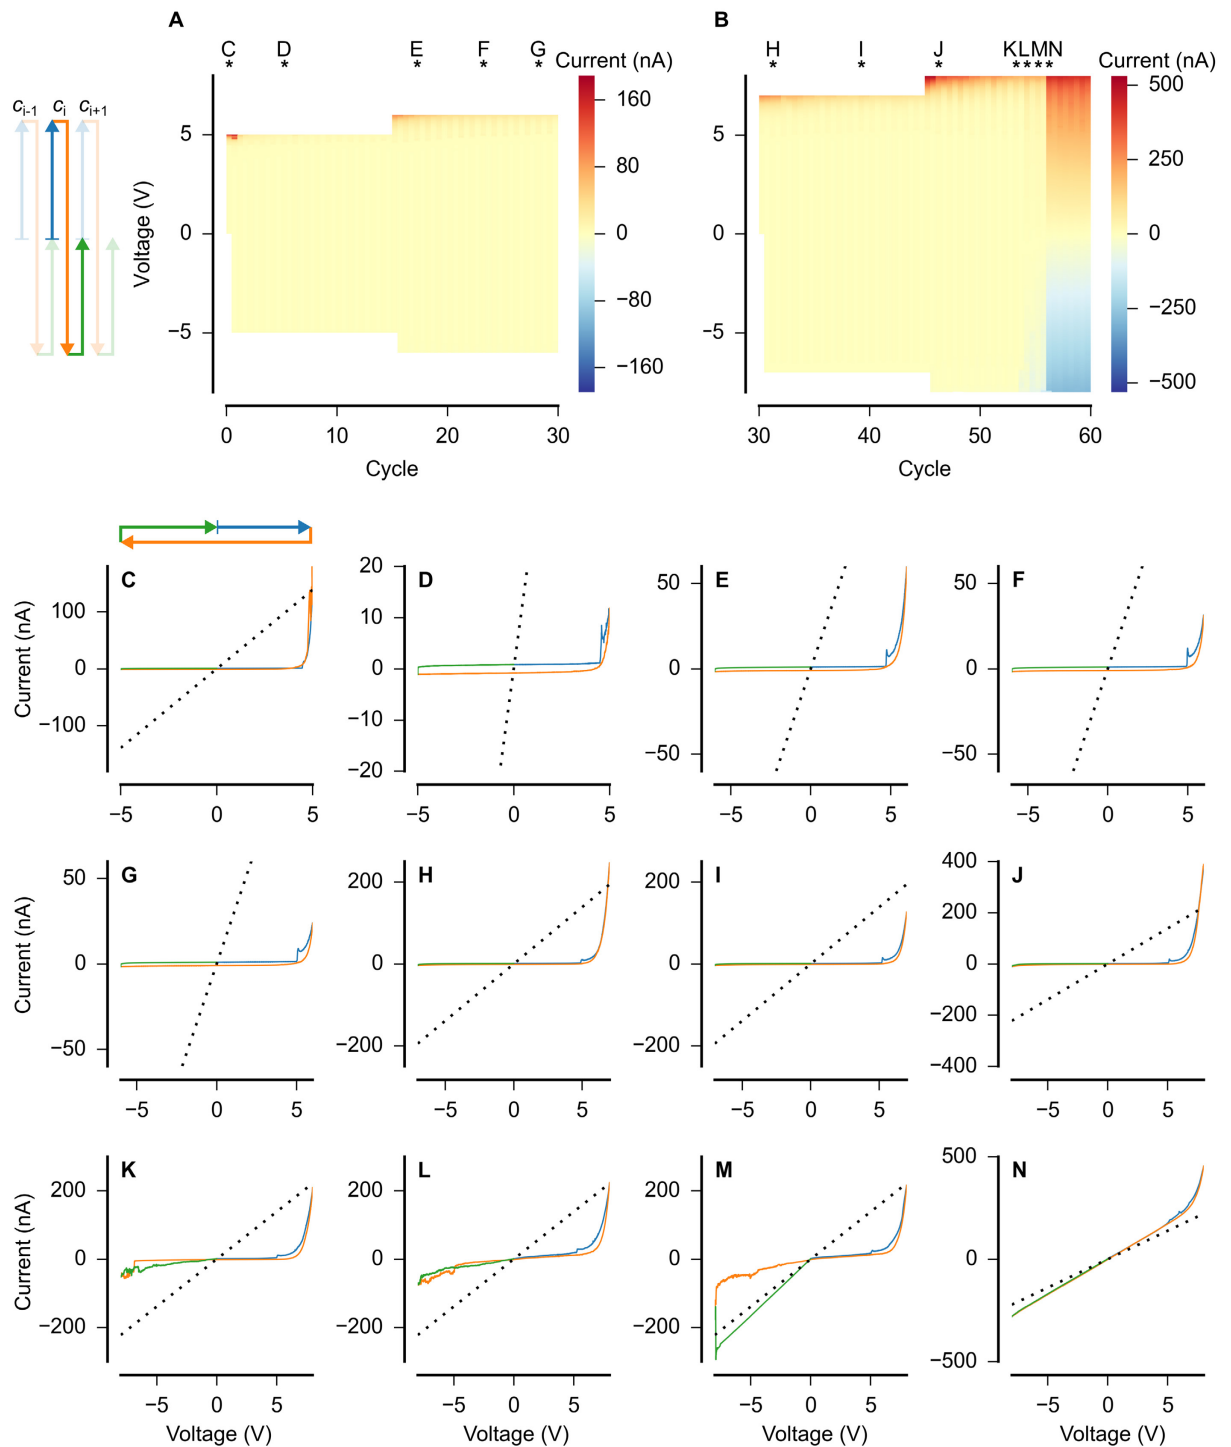 A
B
C D E F G Current (nA)
H I J KLMN Current (nA)
* * * * *
* * * ****
ci-1 ci ci+1
Voltage (V)
5
0
−5
160
80
0
−80
−160
0 10 20 30
Cycle
5
0
−5
500
250
0
−250
−500
30 40 50 60
Cycle
C
Current (nA)
100
0
−100
−5 0 5
D
20
10
0
−10
−20
−5 0 5
E
50
0
−50
−5 0 5
F
50
0
−50
−5 0 5
G
Current (nA)
50
0
−50
−5 0 5
H
200
0
−200
−5 0 5
I
200
0
−200
−5 0 5
J
400
200
0
−200
−400
−5 0 5
K
Current (nA)
200
0
−200
−5 0 5
Voltage (V)
L
200
0
−200
−5 0 5
Voltage (V)
M
200
0
−200
−5 0 5
Voltage (V)
N
500
0
−500
−5 0 5
Voltage (V)